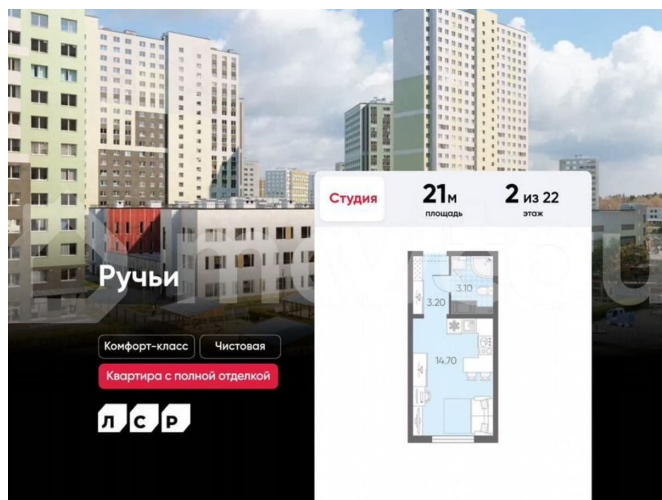 Студия
21м
площадь
2 из 22
этаж
Ручьи
3.10
3.20
14.70
Комфорт-класс
Чистовая
Квартира с полной отделкой
ЛСР